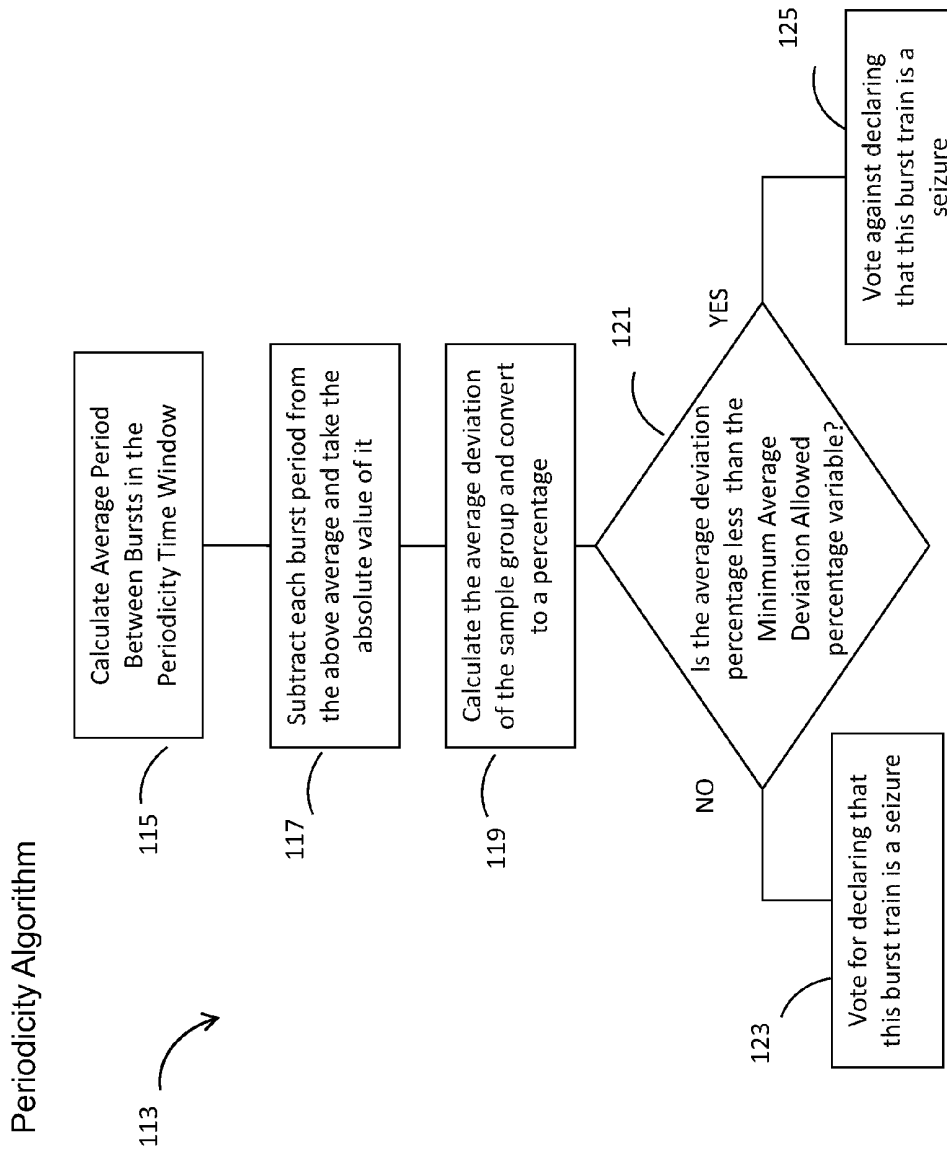 Periodicity Algorithm
113
115
Calculate Average Period
Between Bursts in the
Periodicity Time Window
117
Subtract each burst period from
the above average and take the
absolute value of it
119
Calculate the average deviation
of the sample group and convert
to a percentage
121
Is the average deviation
percentage less than the
Minimum Average
Deviation Allowed
percentage variable?
NO
YES
123
Vote for declaring that
this burst train is a seizure
125
Vote against declaring
that this burst train is a
seizure